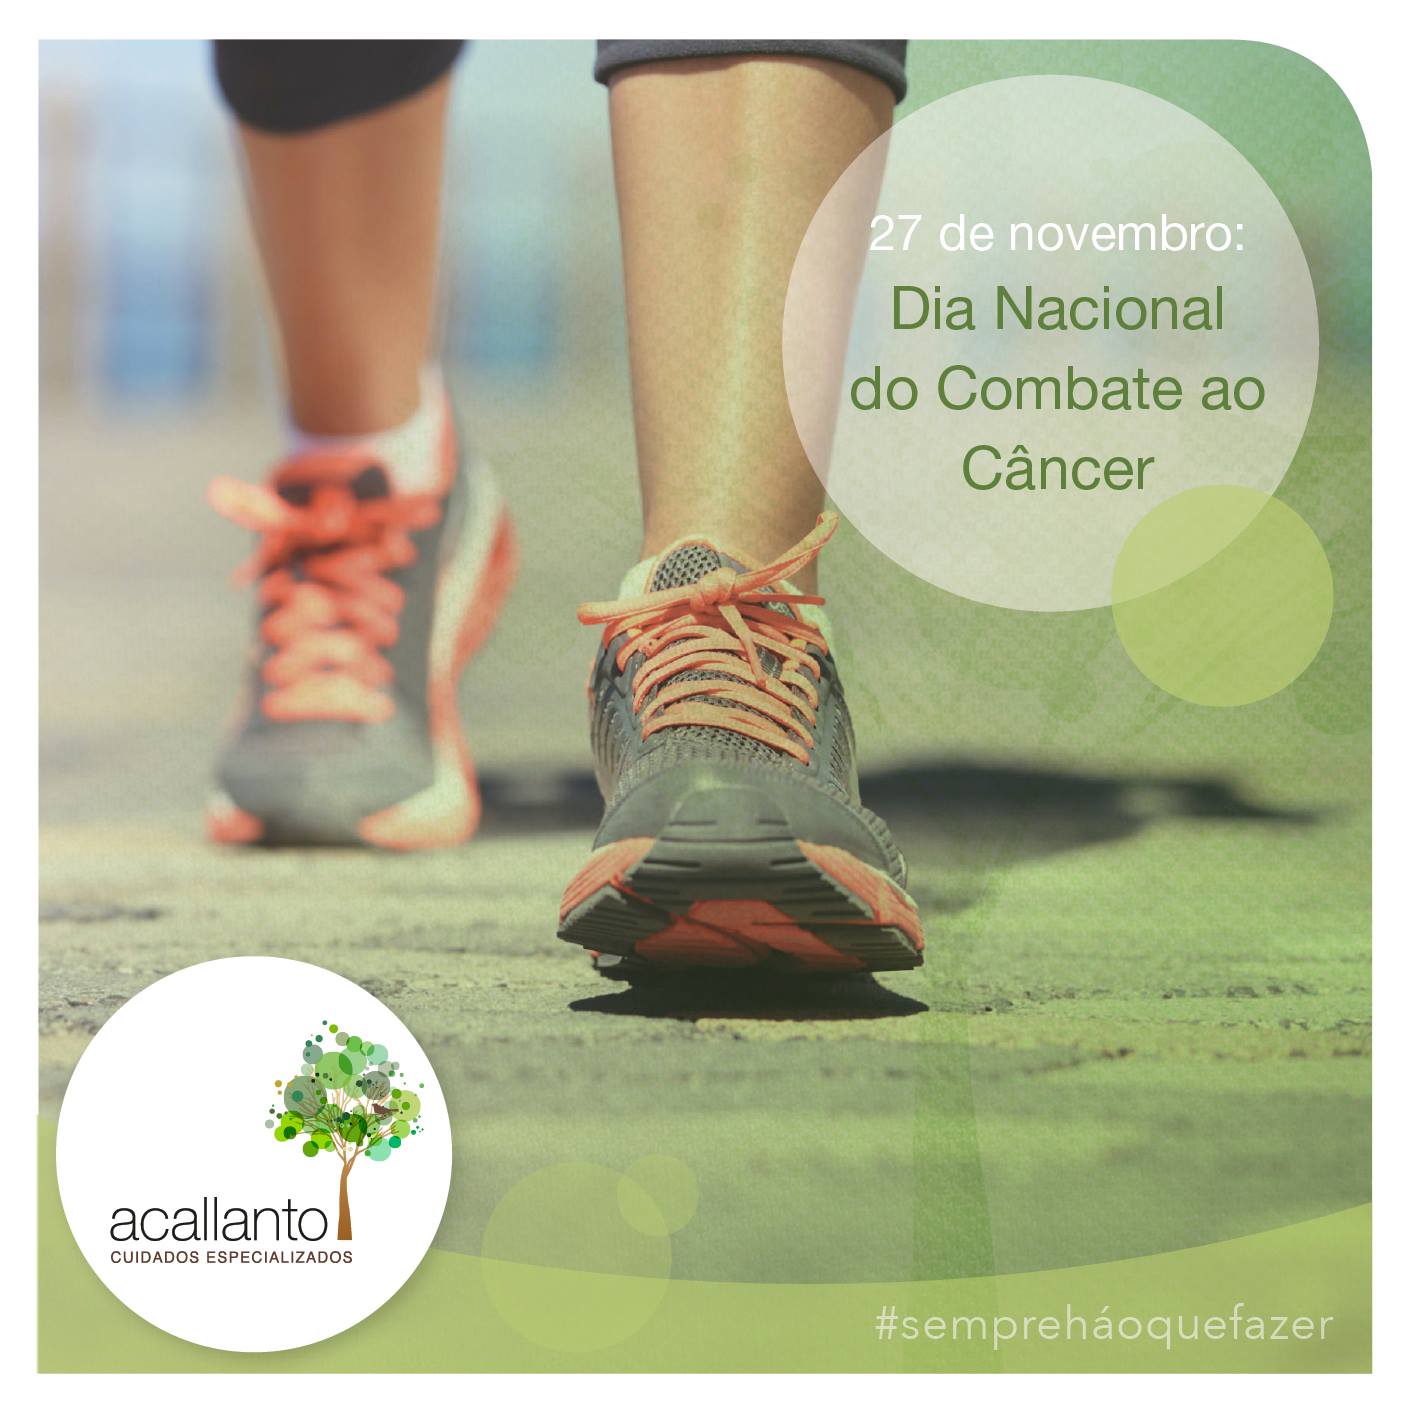 27 de novembro:
Dia Nacional
do Combate ao
Câncer
acallanto
CUIDADOS ESPECIALIZADOS
#sempreháoquefazer